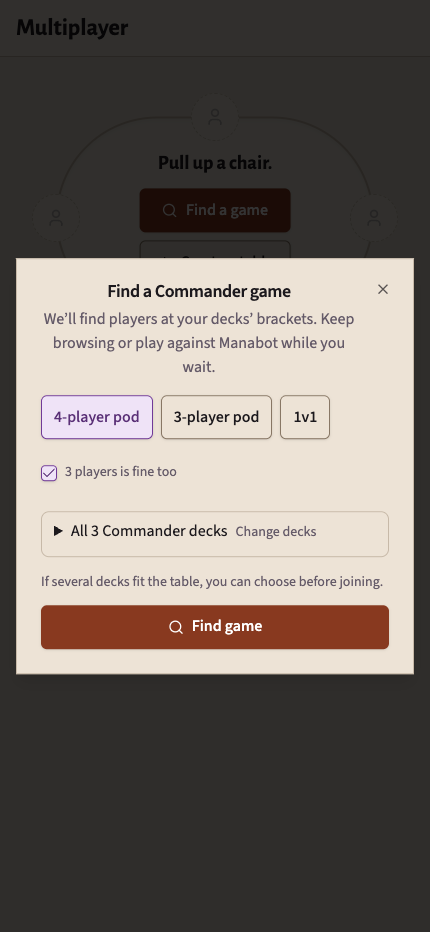 Multiplayer
Pull up a chair.
Find a game
Find a Commander game
We'll find players at your decks' brackets. Keep
browsing or play against Manabot while you
wait.
4-player pod 3-player pod 1v1
3 players is fine too
All 3 Commander decks Change decks
If several decks fit the table, you can choose before joining.
Find game